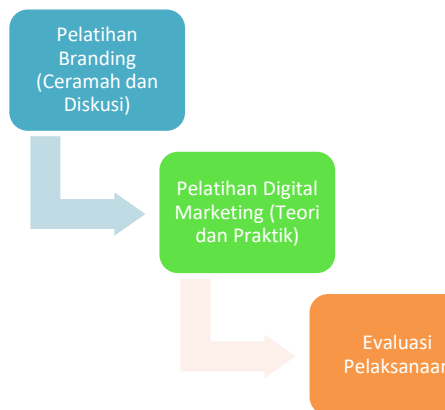 Pelatihan
Branding
(Ceramah dan
Diskusi)
Pelatihan Digital
Marketing (Teori
dan Praktik)
Evaluasi
Pelaksanaan